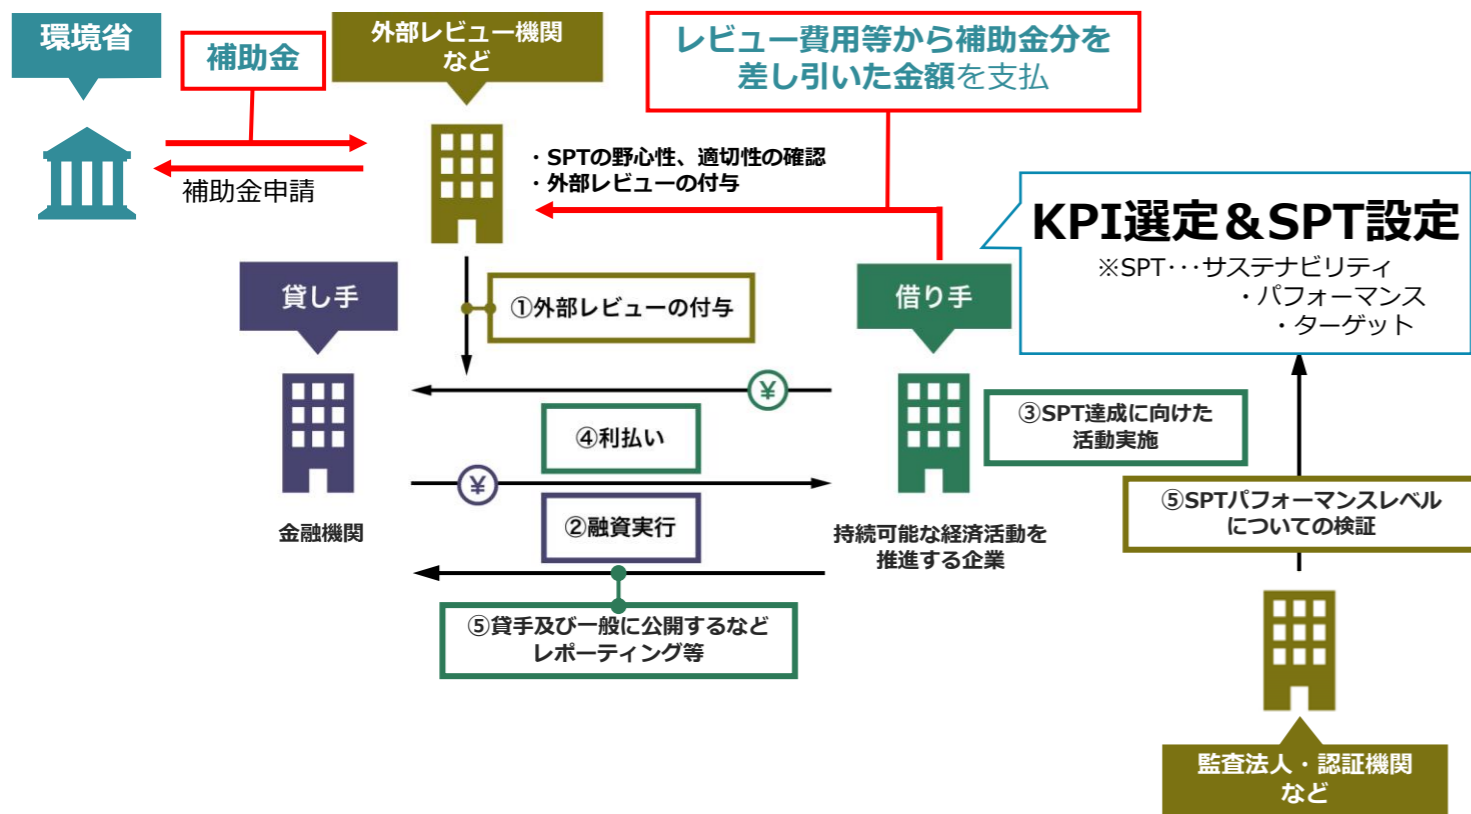 環境省
補助金
外部レビュー機関
など
レビュー費用等から補助金分を
差し引いた金額を支払
補助金申請
・SPTの野心性、適切性の確認
・外部レビューの付与
KPI選定&SPT設定
※SPT･･･サステナビリティ
・パフォーマンス
・ターゲット
貸し手
①外部レビューの付与
借り手
¥
④利払い
③SPT達成に向けた
活動実施
¥
②融資実行
金融機関
持続可能な経済活動を
推進する企業
⑤SPTパフォーマンスレベル
についての検証
⑤貸手及び一般に公開するなど
レポーティング等
監査法人・認証機関
など